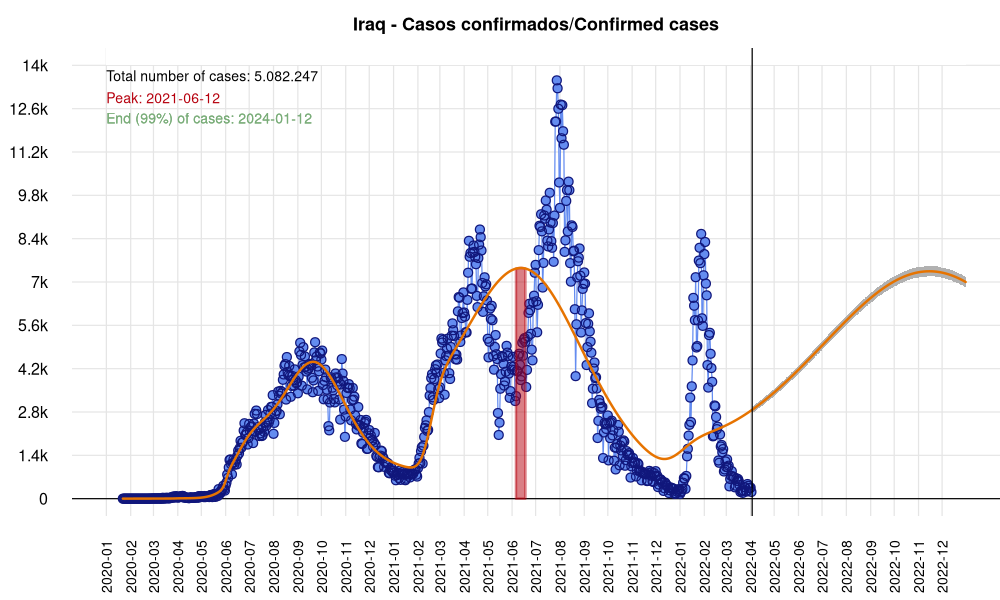 Iraq - Casos confirmados/Confirmed cases
14k
Total number of cases: 5.082.247
Peak: 2021-06-12
12.6k
End (99%) of cases: 2024-01-12
11.2k
9.8k
8.4k
7k
5.6k
4.2k
2.8k
1.4k
0
2020-01
2020-02
2020-03
2020-04
2020-05
2020-06
2020-07
2020-08
2020-09
2020-10
2020-11
2020-12
2021-01
2021-02
2021-03
2021-04
2021-05
2021-06
2021-07
2021-08
2021-09
2021-10
2021-11
2021-12
2022-01
2022-02
2022-03
2022-04
2022-05
2022-06
2022-07
2022-08
2022-09
2022-10
2022-11
2022-12